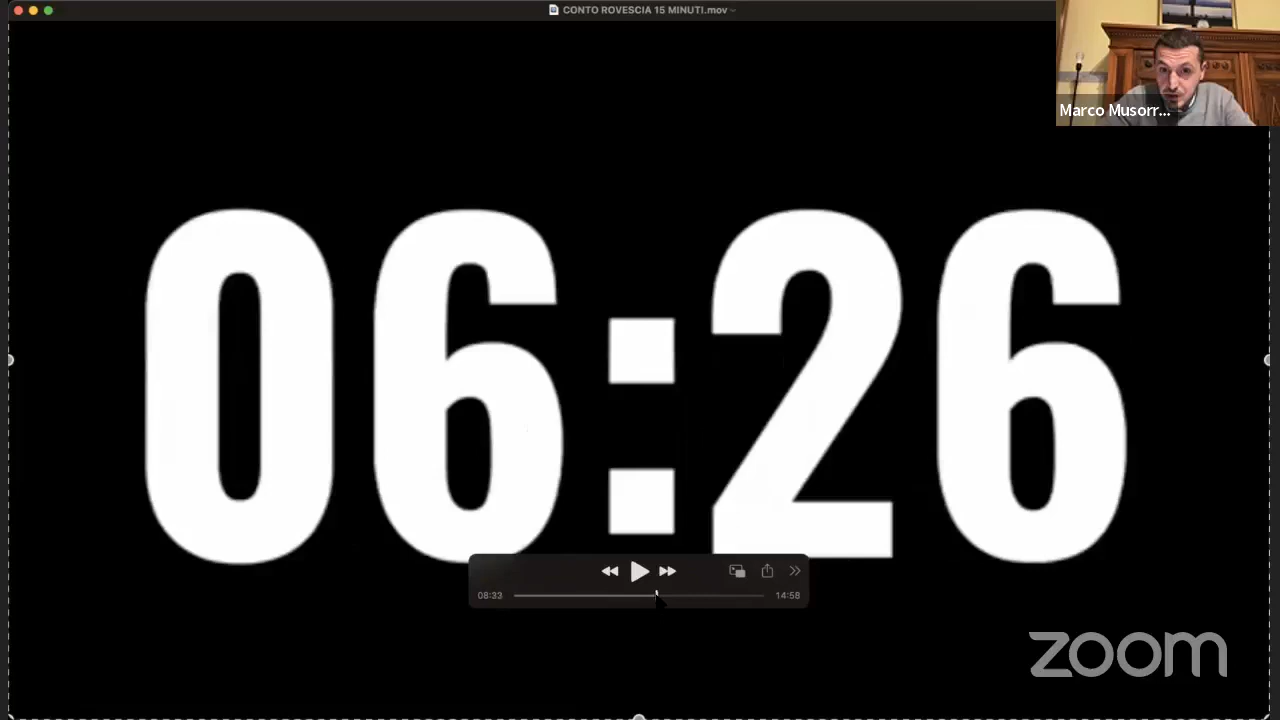 CONTO ROVESCIA 15 MINUTI.mov
Marco Musorr...
06:26
08:33
14:58
zoom